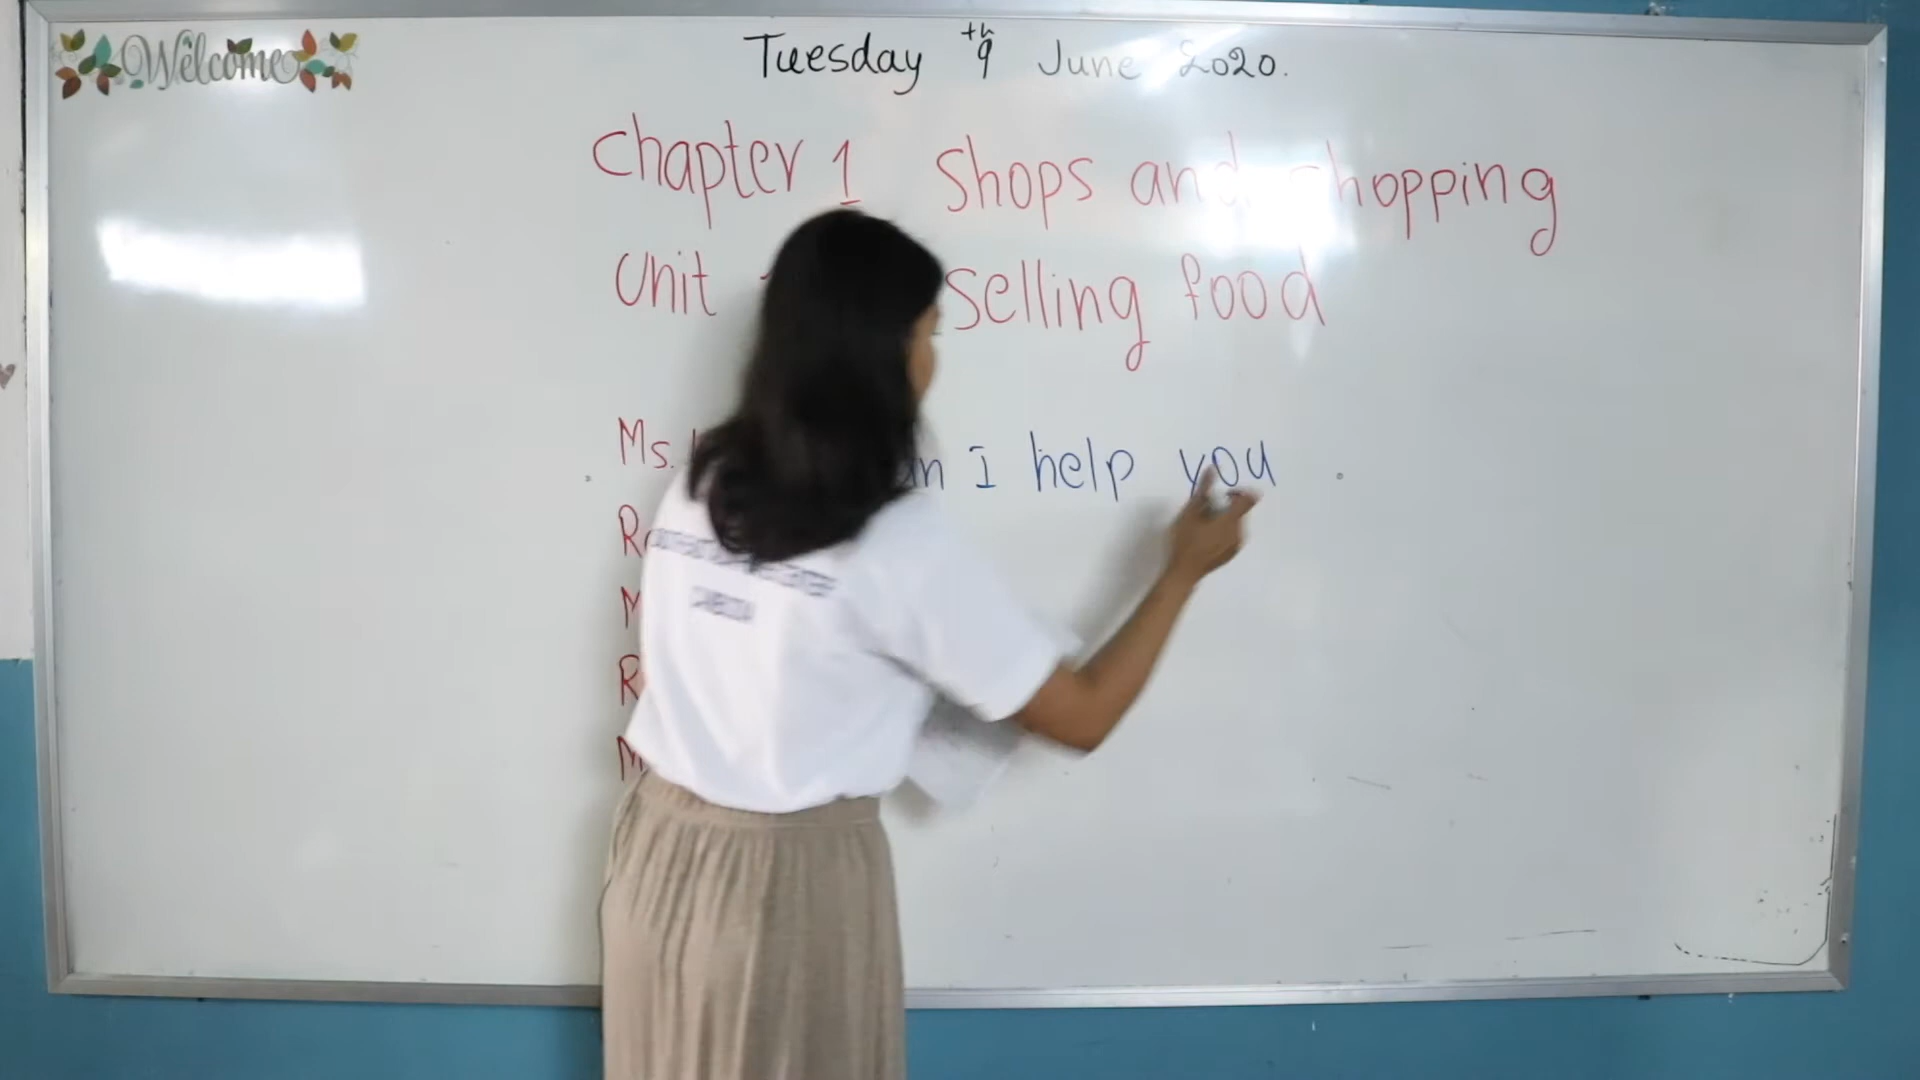 Welcome
Tuesday 9th June 2020.
Chapter 1 Shops and shopping
Unit selling food
Ms. I help you